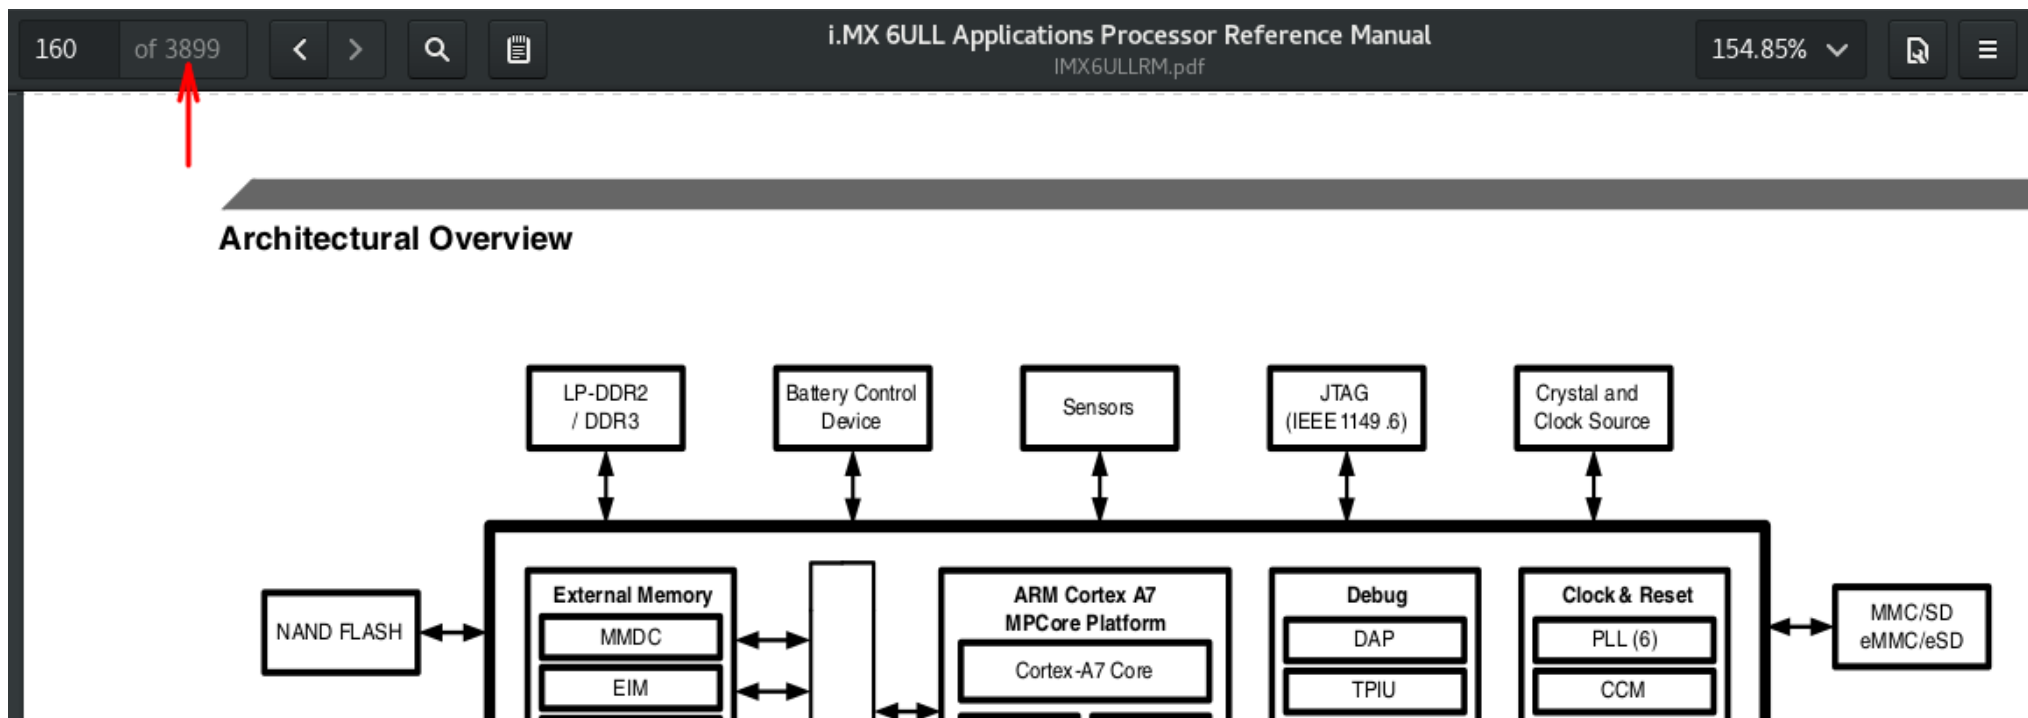 160 of 3899
i.MX 6ULL Applications Processor Reference Manual
IMX6ULLRM.pdf
154.85%
Architectural Overview
LP-DDR2
/ DDR3
Battery Control
Device
Sensors
JTAG
(IEEE 1149 .6)
Crystal and
Clock Source
NAND FLASH
External Memory
MMDC
EIM
ARM Cortex A7
MPCore Platform
Cortex-A7 Core
Debug
DAP
TPIU
Clock & Reset
PLL (6)
CCM
MMC/SD
eMMC/eSD